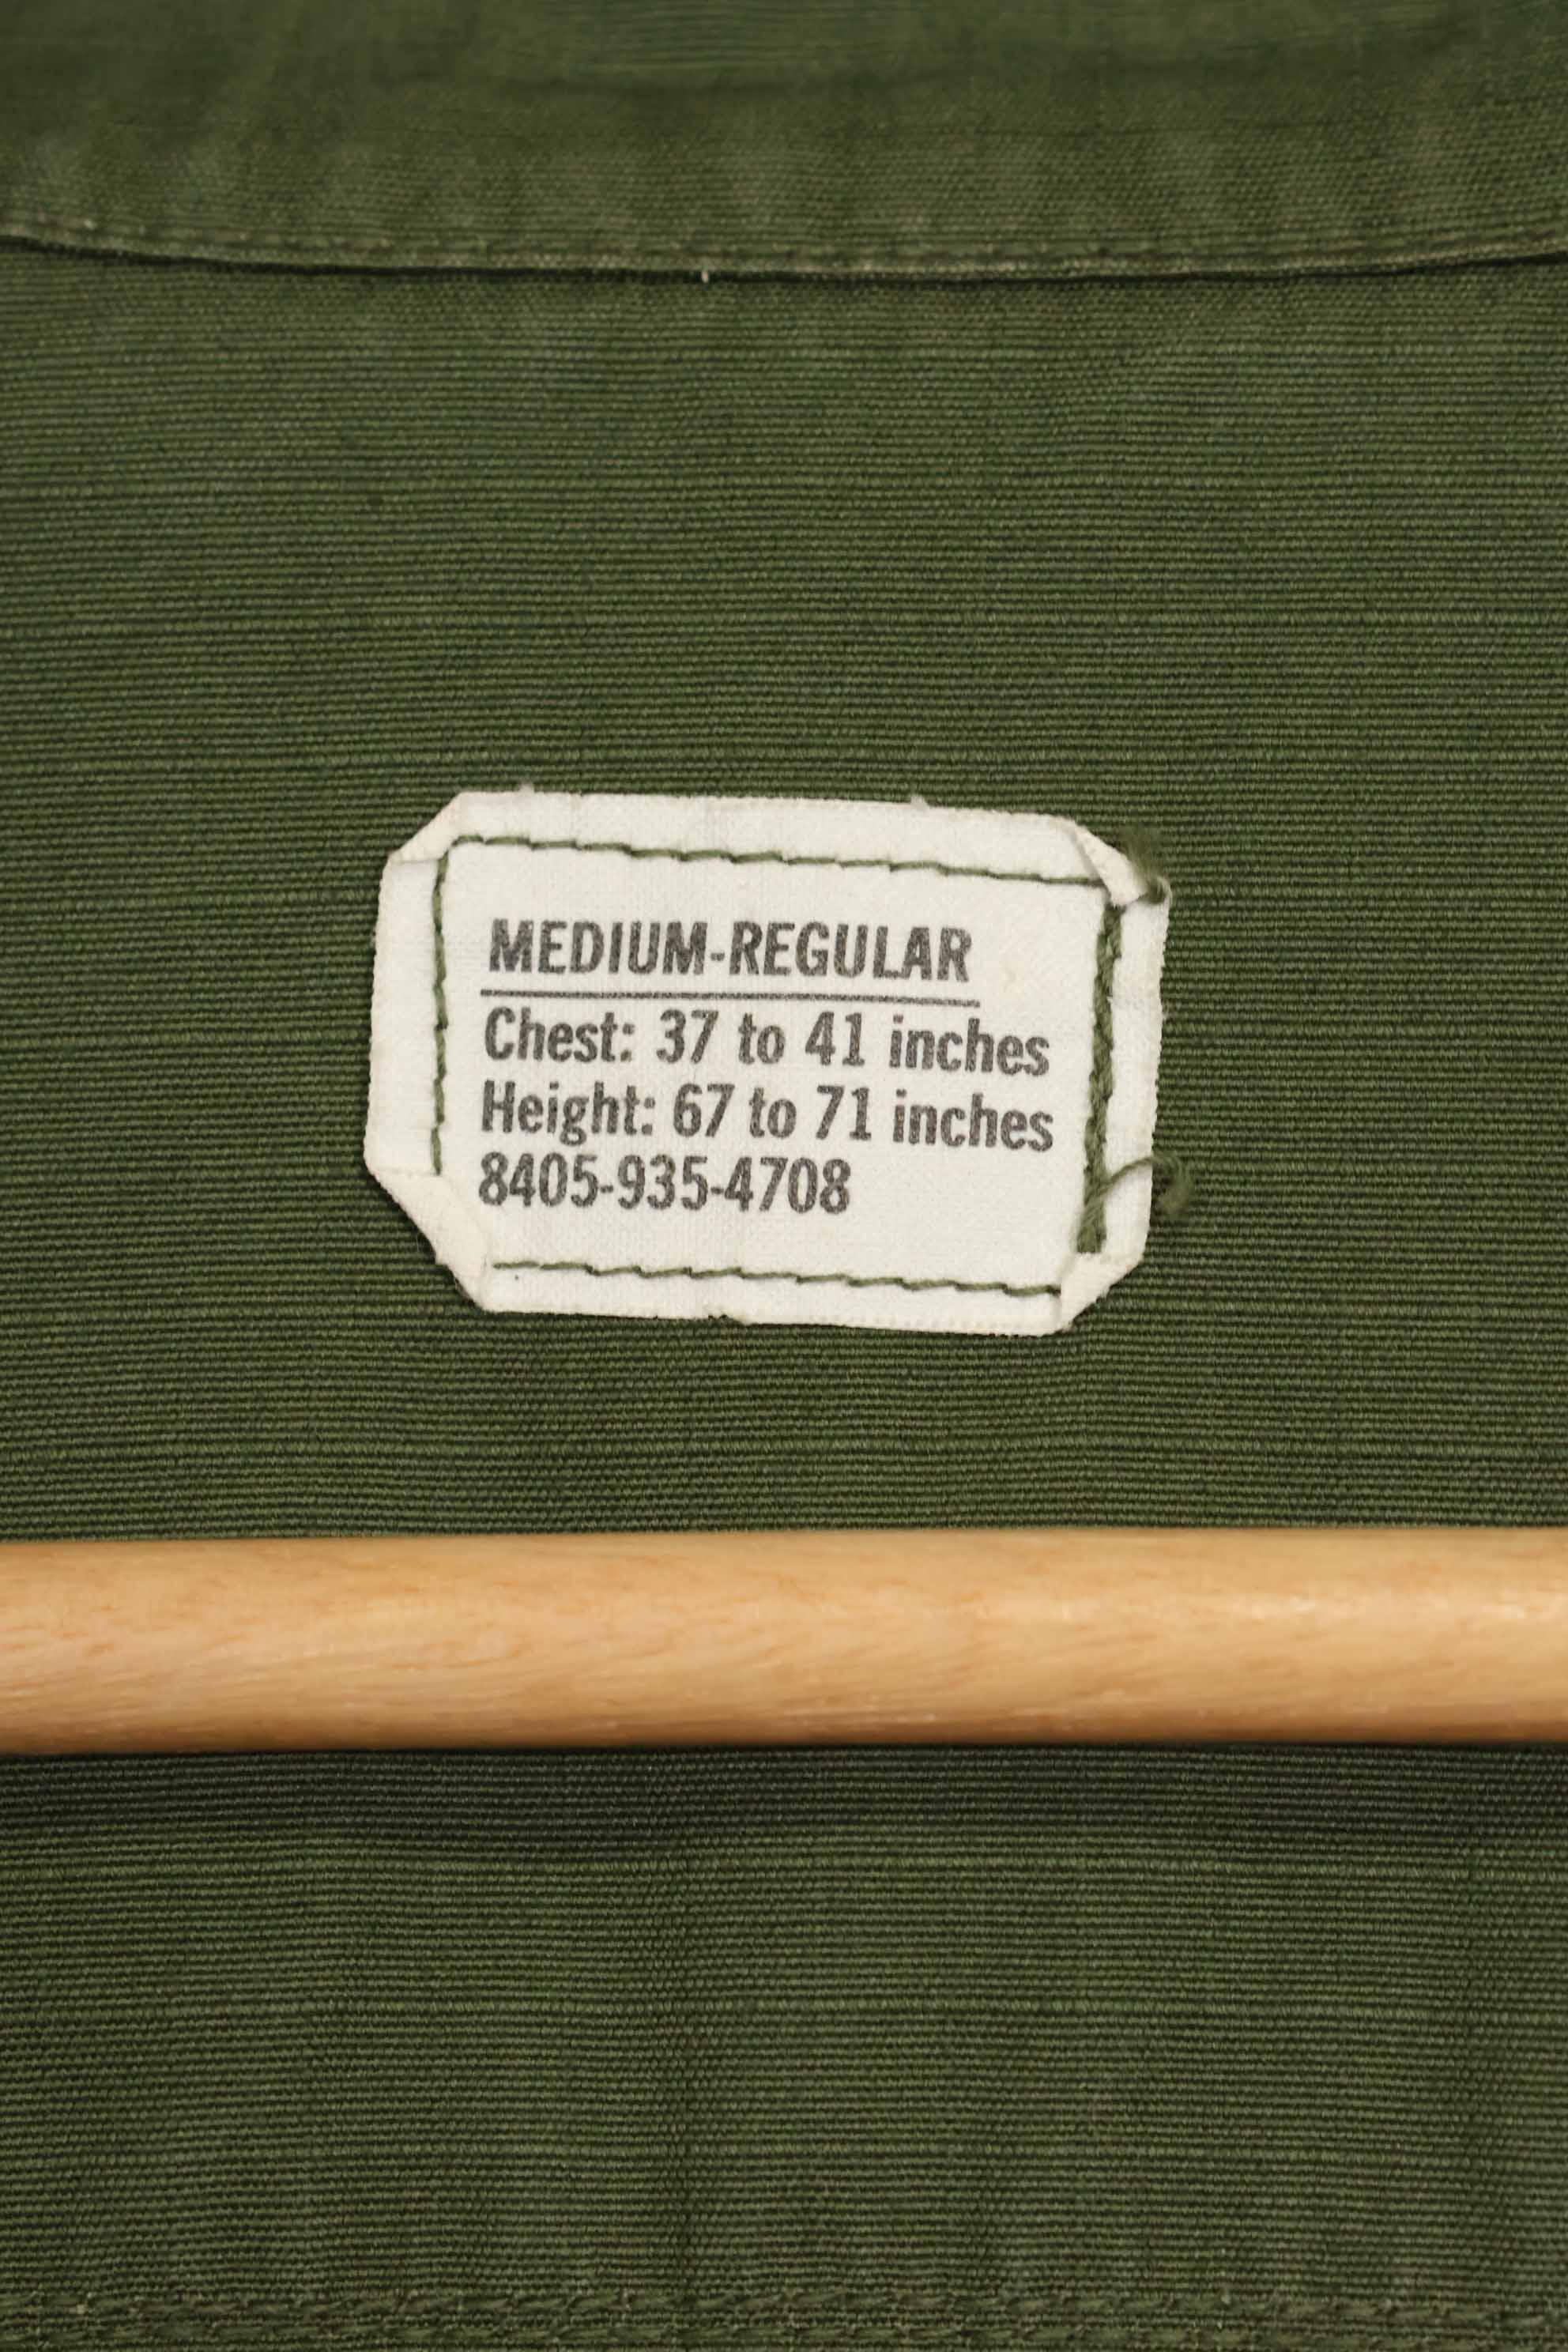 MEDIUM-REGULAR
Chest: 37 to 41 inches
Height: 67 to 71 inches
8405-935-4708